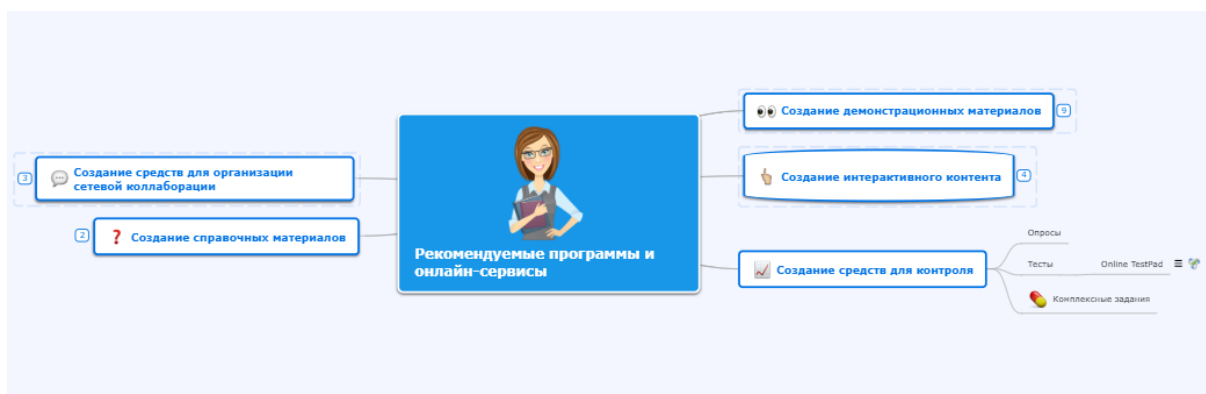 Создание демонстрационных материалов
9
3
Создание средств для организации
сетевой коллаборации
Создание интерактивного контента
4
2
Создание справочных материалов
Рекомендуемые программы и
онлайн-сервисы
Создание средств для контроля
Опросы
Тесты
Online TestPad
Комплексные задания